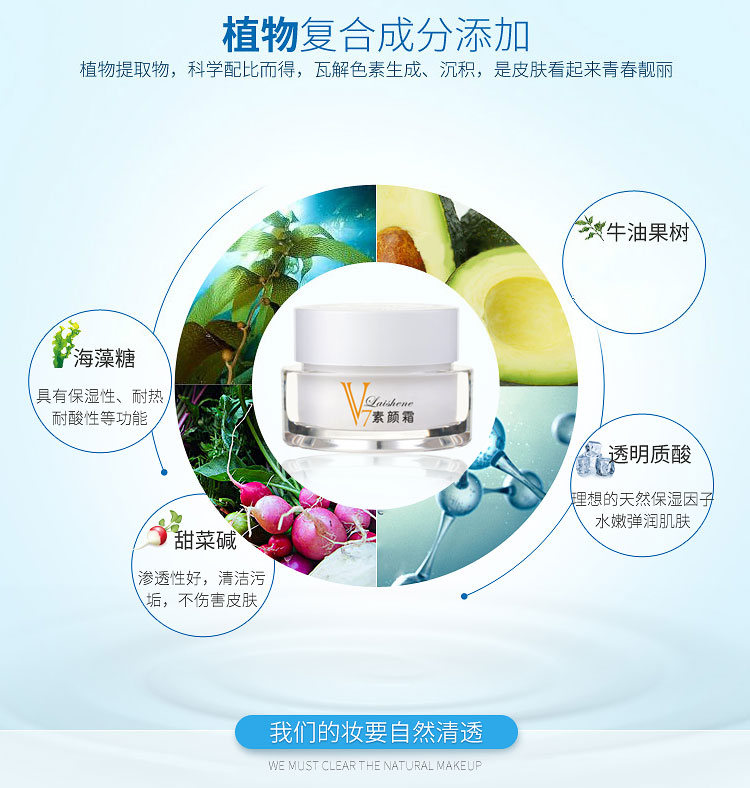 植物复合成分添加
植物提取物，科学配比而得，瓦解色素生成、沉积，是皮肤看起来青春靓丽
牛油果树
海藻糖
具有保湿性、耐热
耐酸性等功能
V7
Laishene
素颜霜
透明质酸
理想的天然保湿因子
水嫩弹润肌肤
甜菜碱
渗透性好，清洁污
垢，不伤害皮肤
我们的妆要自然清透
WE MUST CLEAR THE NATURAL MAKEUP